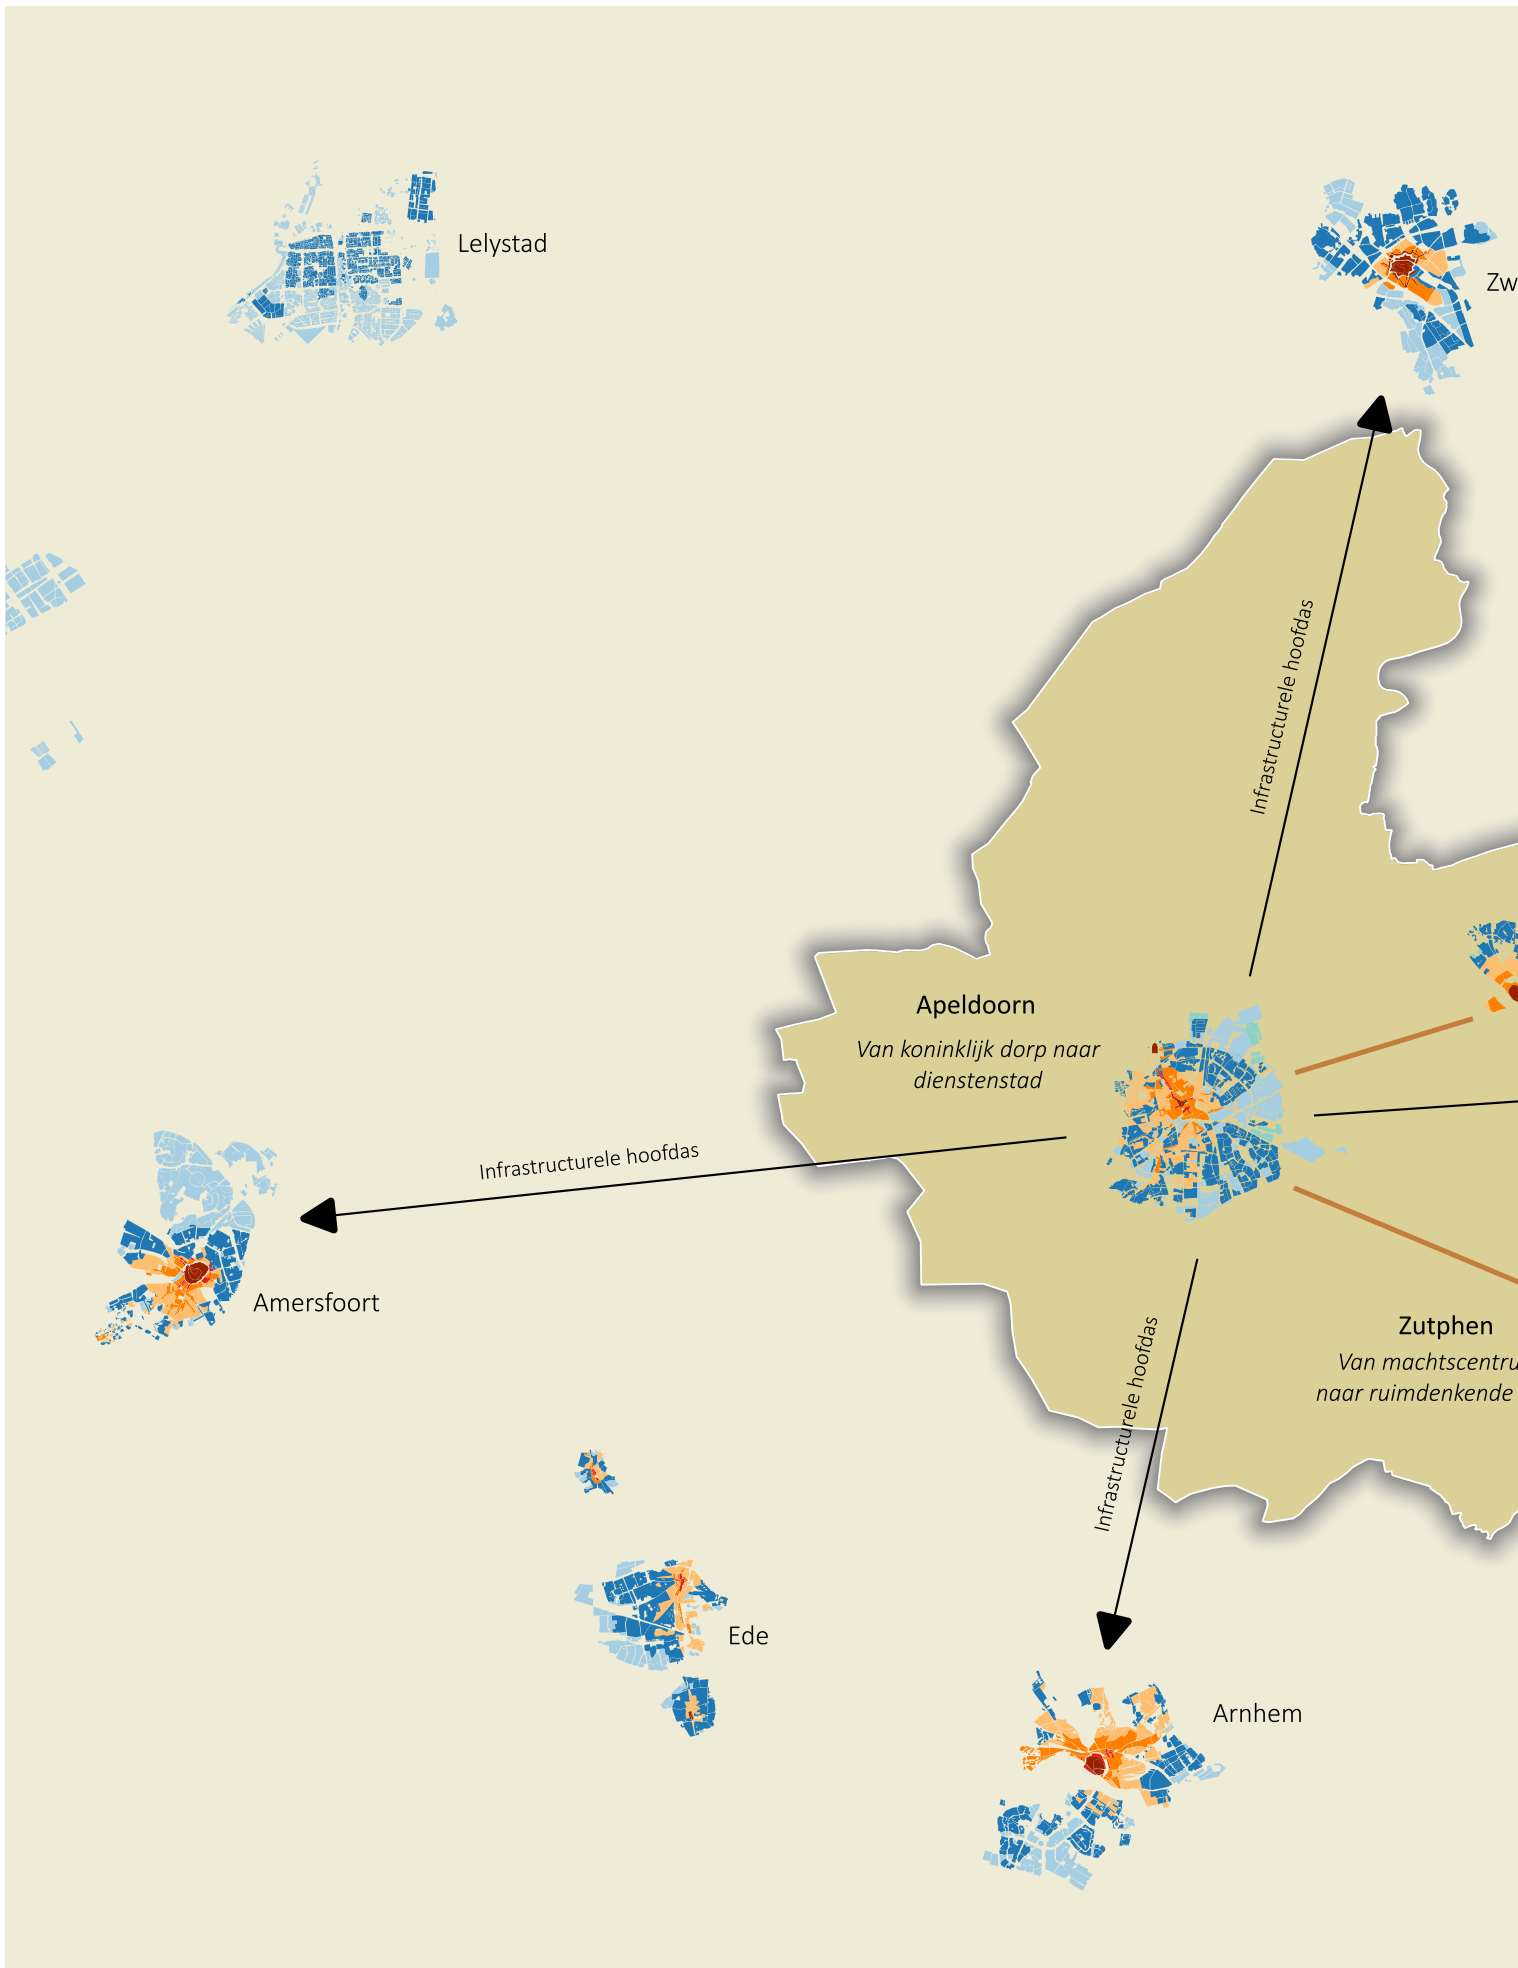 Lelystad
Zw
Infrastructurele hoofdas
Apeldoorn
Van koninklijk dorp naar
dienstenstad
Infrastructurele hoofdas
Amersfoort
Infrastructurele hoofdas
Zutphen
Van machtscentru
naar ruimdenkende
Ede
Arnhem